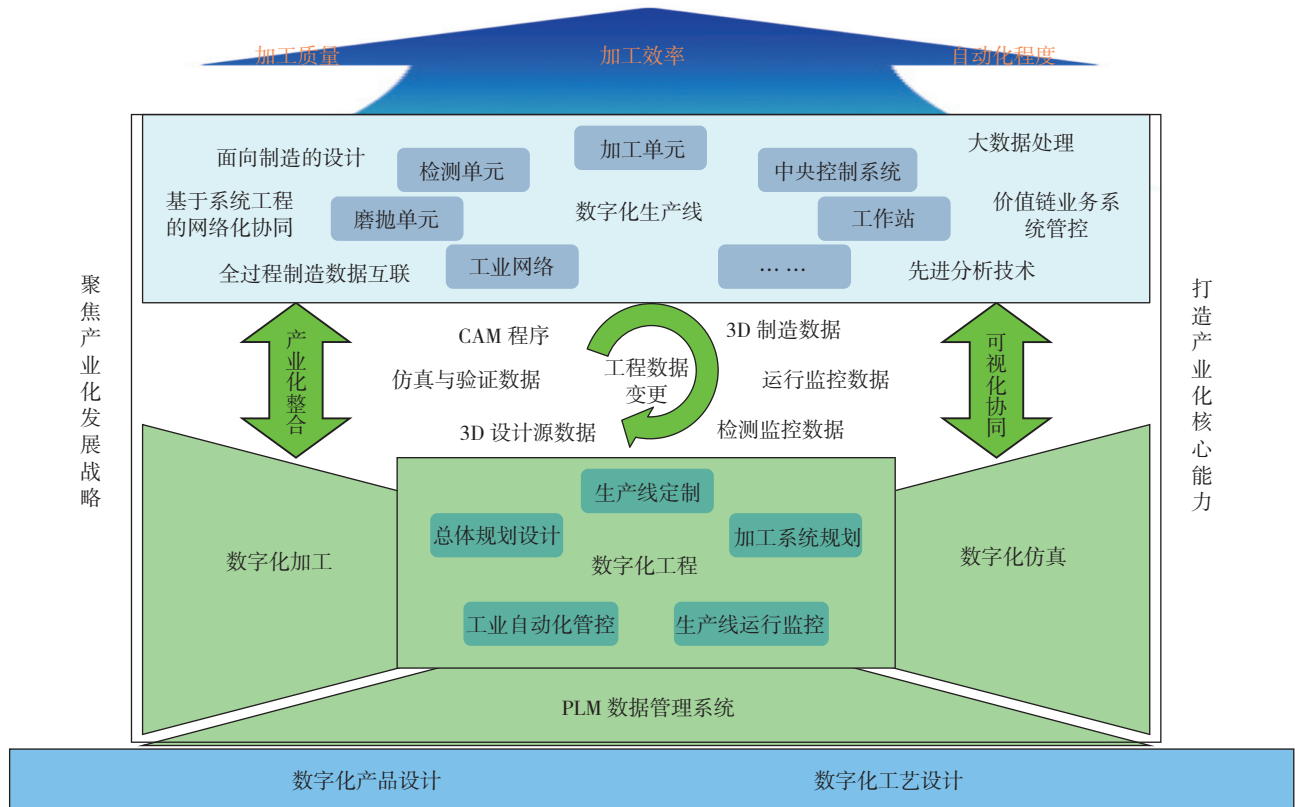 加工质量
加工效率
自动化程度
面向制造的设计
检测单元
加工单元
中央控制系统
大数据处理
基于系统工程
的网络化协同
磨抛单元
数字化生产线
工作站
价值链业务系
统管控
全过程制造数据互联
工业网络
… …
先进分析技术
聚焦产业化发展战略
产业化整合
CAM 程序
3D 制造数据
仿真与验证数据
工程数据
变更
运行监控数据
3D 设计源数据
检测监控数据
可视化协同
打造产业化核心能力
生产线定制
总体规划设计
加工系统规划
数字化加工
数字化工程
数字化仿真
工业自动化管控
生产线运行监控
PLM 数据管理系统
数字化产品设计
数字化工艺设计